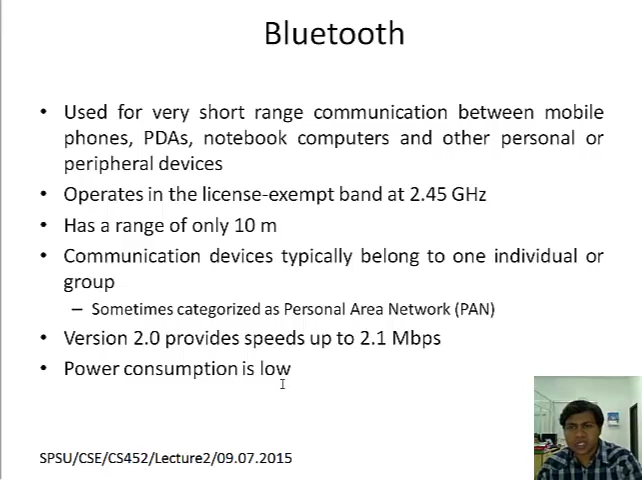 Bluetooth
• Used for very short range communication between mobile
phones, PDAs, notebook computers and other personal or
peripheral devices
• Operates in the license-exempt band at 2.45 GHz
• Has a range of only 10 m
• Communication devices typically belong to one individual or
group
– Sometimes categorized as Personal Area Network (PAN)
• Version 2.0 provides speeds up to 2.1 Mbps
• Power consumption is low
SPSU/CSE/CS452/Lecture2/09.07.2015